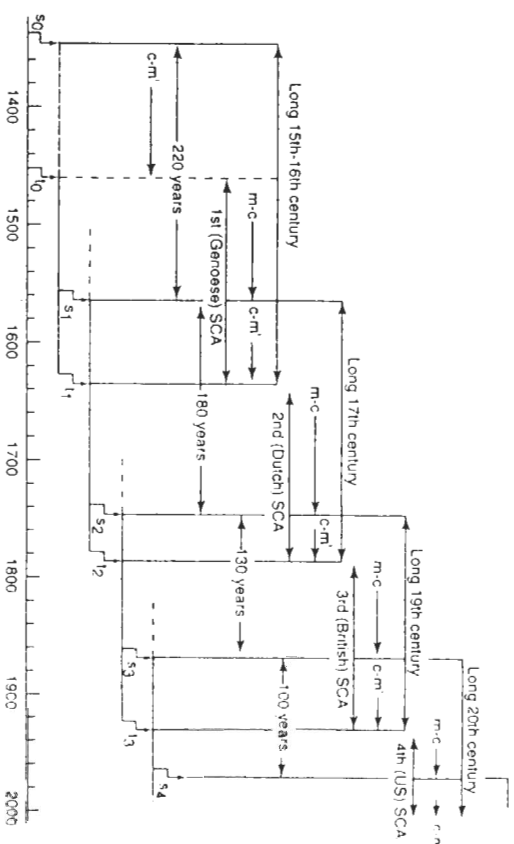 Long 20th century
m-c
Long 19th century
4th (US) SCA
m-c c-m'
Long 17th century
3rd (British) SCA
m-c c-m'
Long 15th-16th century
100 years
2nd (Dutch) SCA
m-c c-m'
130 years
1st (Genoese) SCA
180 years
220 years
c-m'
S4
S3 t3
S2 t2
S1 t1
S0 t0
1400 1500 1600 1700 1800 1900 2000